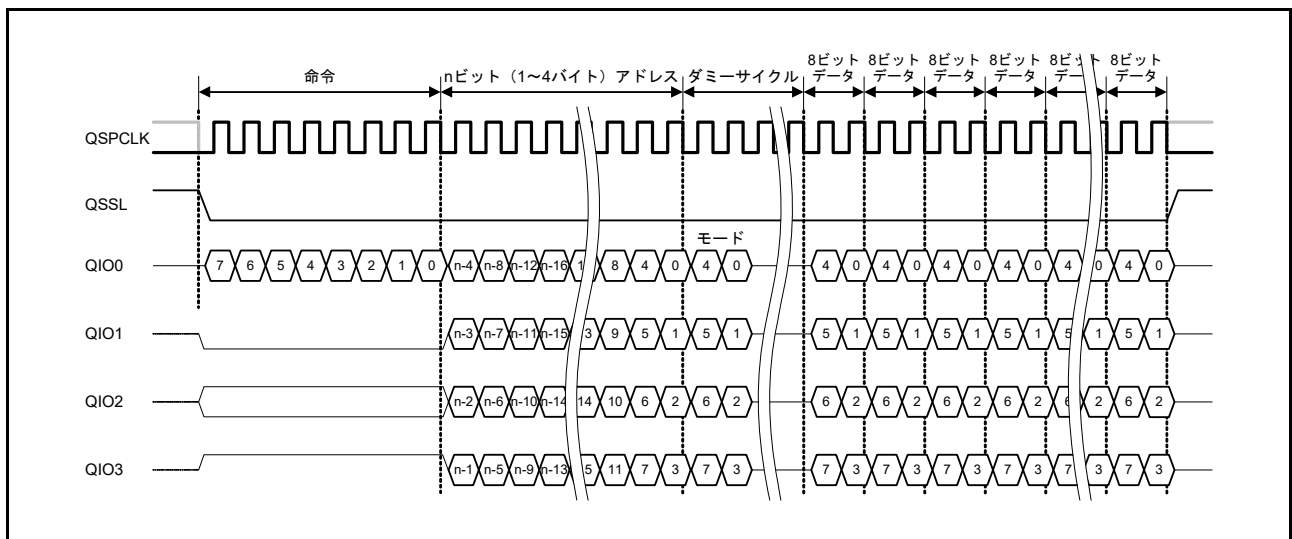 命令 nビット（1～4バイト）アドレス ダミーサイクル 8ビットデータ 8ビットデータ 8ビットデータ 8ビットデータ 8ビット 8ビットデータ
QSPCLK
QSSL
モード
QIO0 7 6 5 4 3 2 1 0 n-4 n-8 n-12 n-16 8 4 0 4 0 4 0 4 0 4 0 4 0 4 0 4 0
QIO1 n-3 n-7 n-11 n-15 9 5 1 5 1 5 1 5 1 5 1 5 1 5 1 5 1
QIO2 n-2 n-6 n-10 n-14 14 10 6 2 6 2 6 2 6 2 6 2 6 2 6 2 6 2
QIO3 n-1 n-5 n-9 n-13 11 7 3 7 3 7 3 7 3 7 3 7 3 7 3 7 3